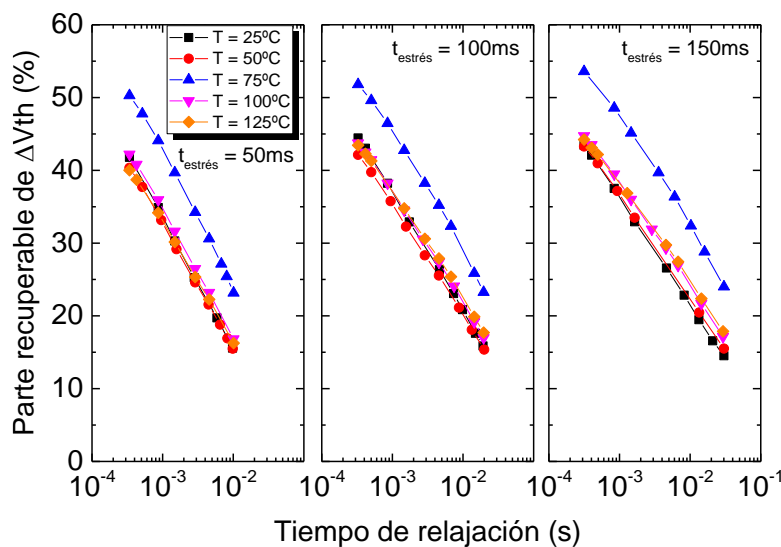 Parte recuperable de ΔVth (%)
60
50
40
30
20
10
0
T = 25ºC
T = 50ºC
T = 75ºC
T = 100ºC
T = 125ºC
t_estrés = 50ms
t_estrés = 100ms
t_estrés = 150ms
10^-4 10^-3 10^-2 10^-4 10^-3 10^-2 10^-4 10^-3 10^-2 10^-1
Tiempo de relajación (s)